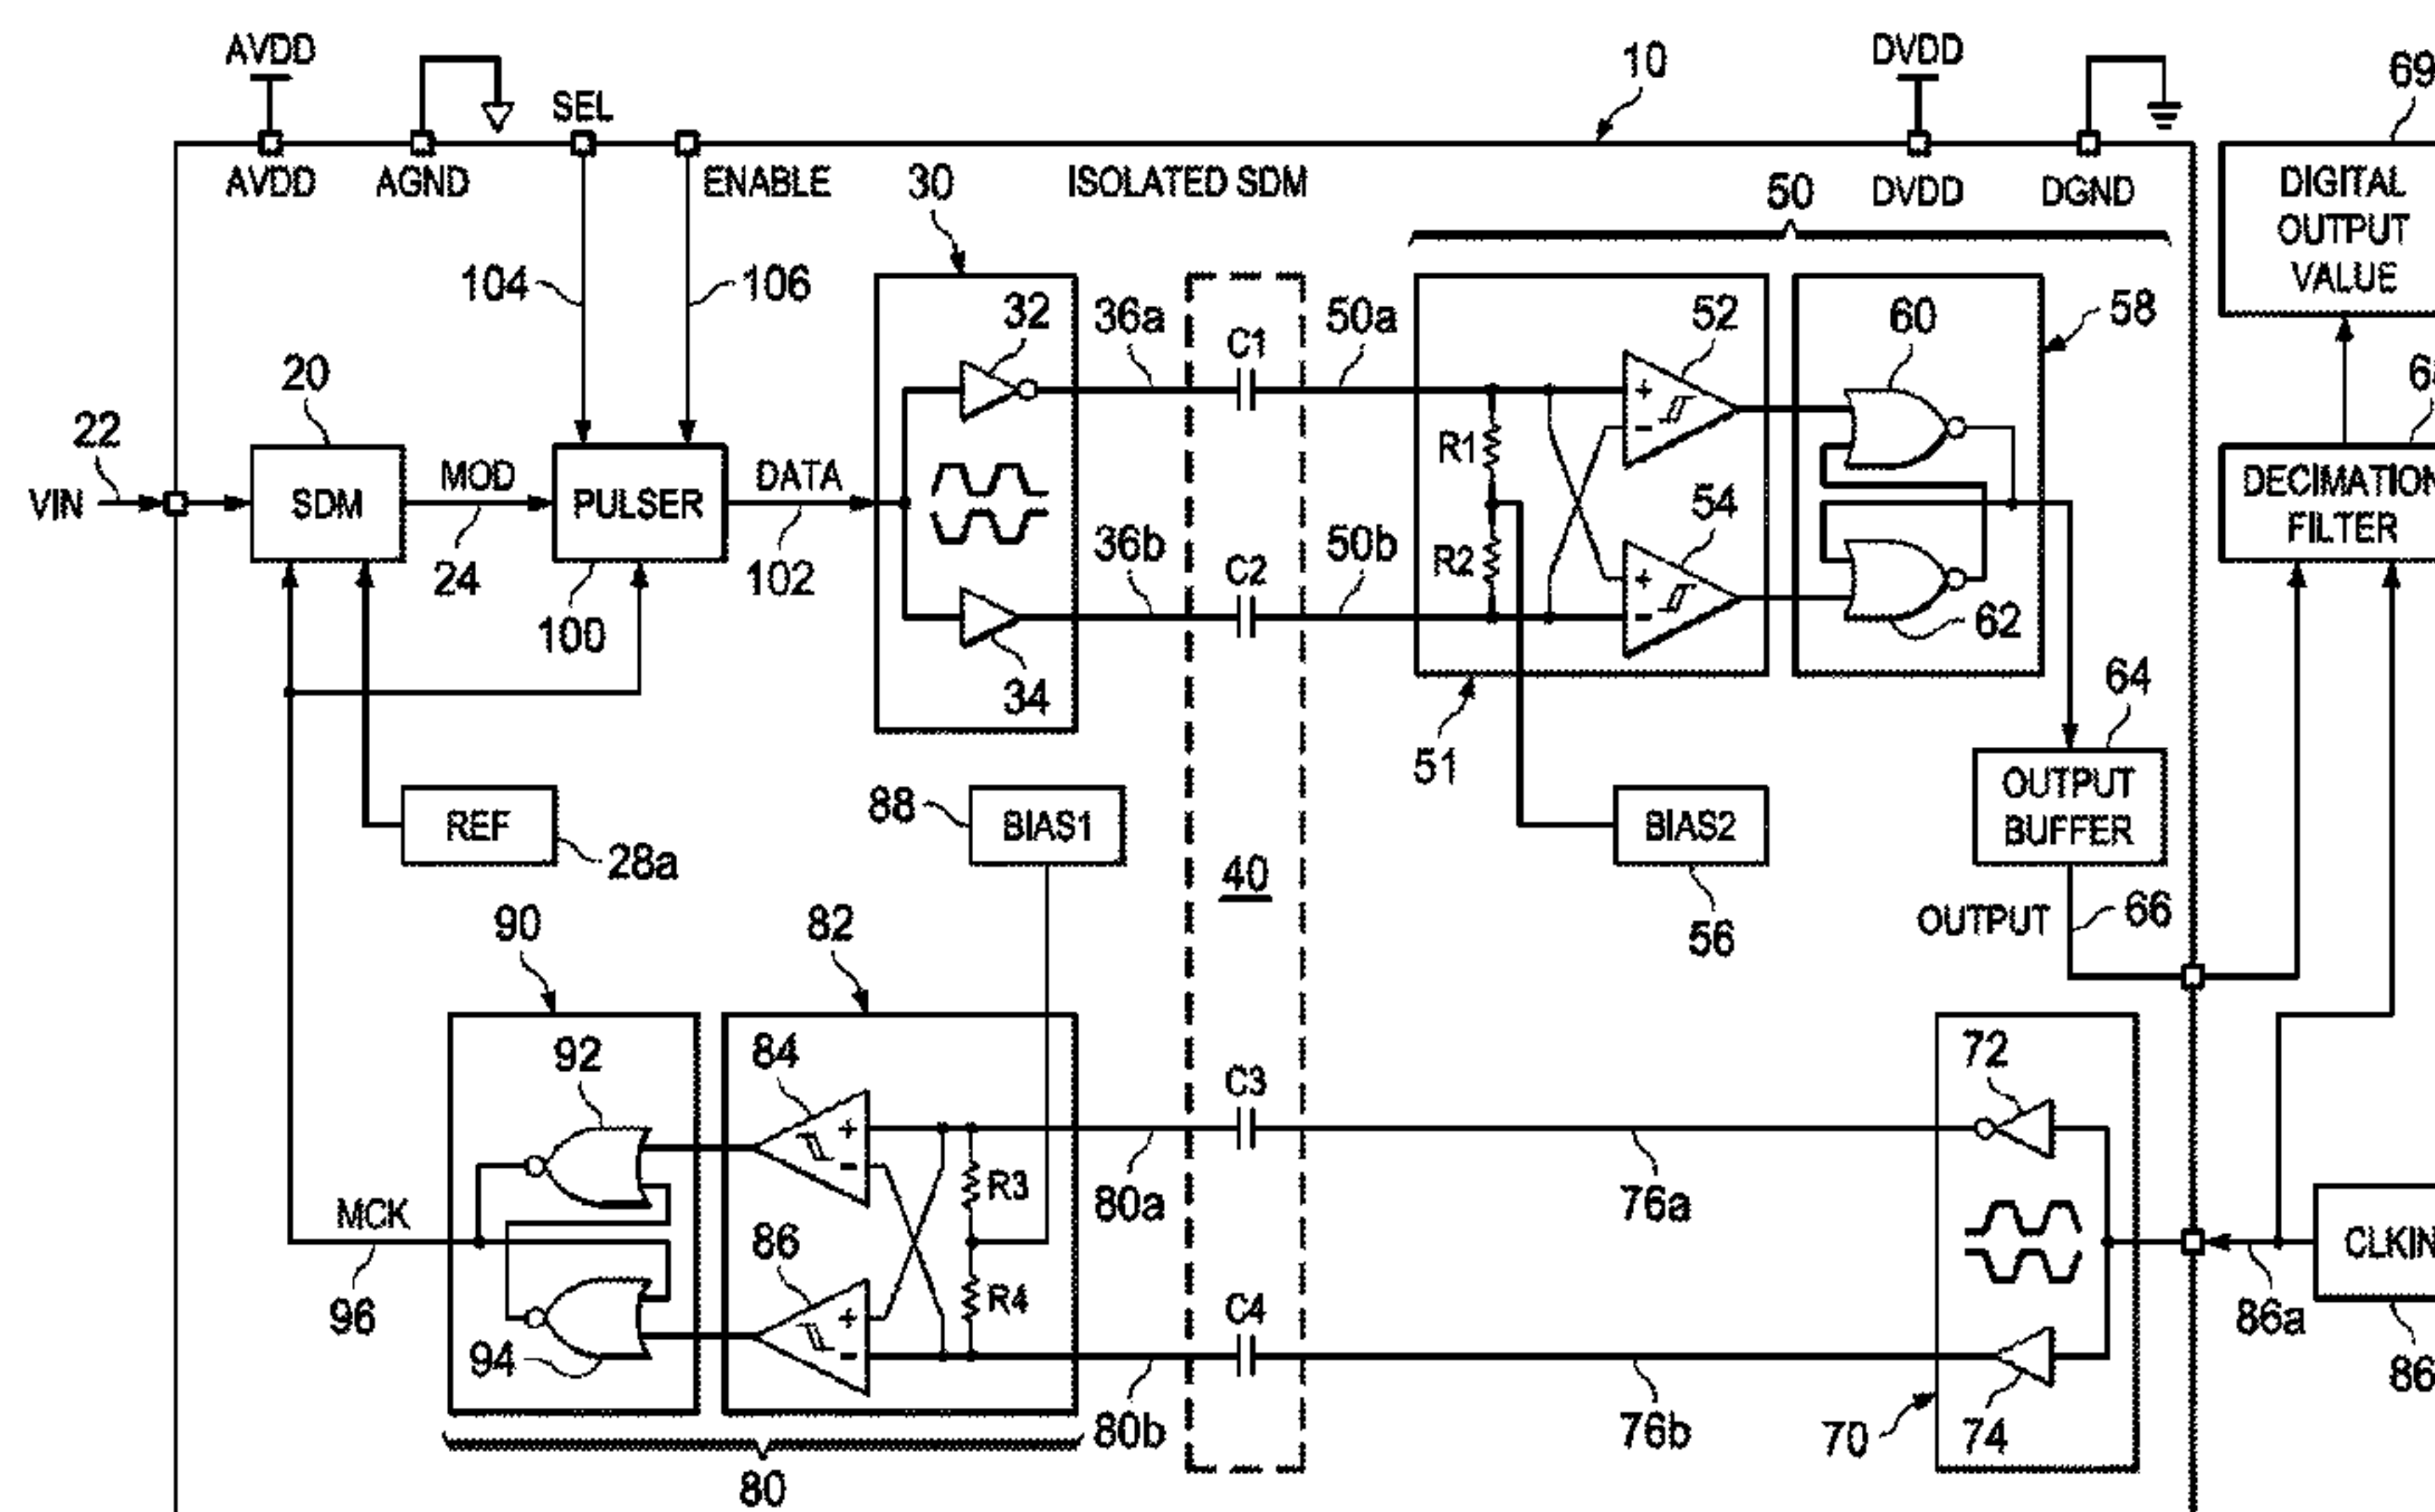 AVDD
AVDD
AGND
SEL
ENABLE
ISOLATED SDM
10
DVDD
DVDD
DGND
69
DIGITAL
OUTPUT
VALUE
104
106
30
50
32
36a
C1
50a
52
60
58
20
22
VIN
SDM
MOD
24
PULSER
100
DATA
102
34
36b
C2
50b
R1
R2
+
-
54
+
-
62
51
DECIMATION
FILTER
64
OUTPUT
BUFFER
OUTPUT
66
REF
28a
88
BIAS1
40
BIAS2
56
90
82
92
84
+
-
R3
80a
C3
76a
72
MCK
96
94
86
+
-
R4
80b
C4
76b
70
74
80
86a
CLKIN
86